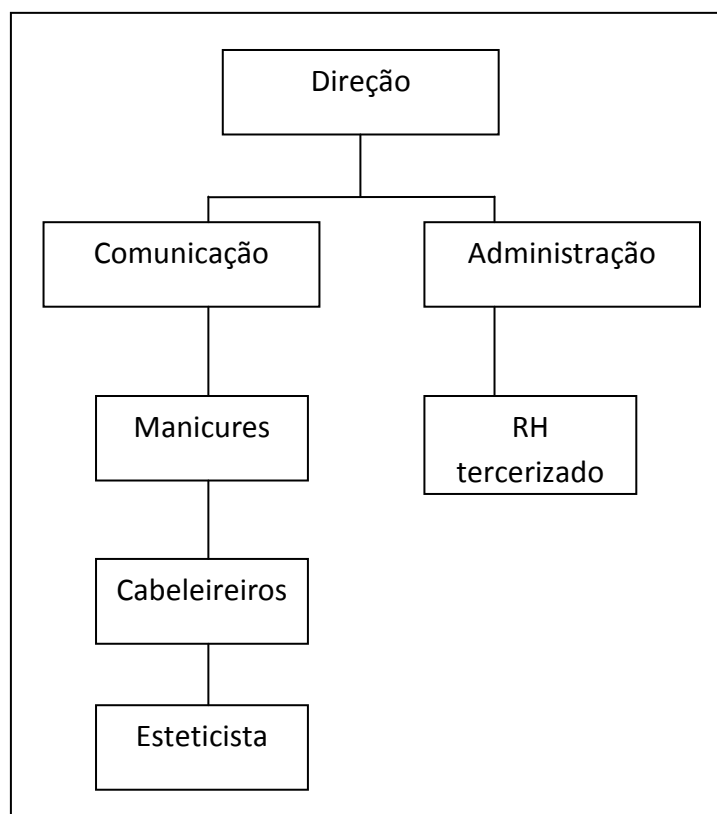 Direção
Comunicação
Administração
Manicures
RH
tercerizado
Cabeleireiros
Esteticista